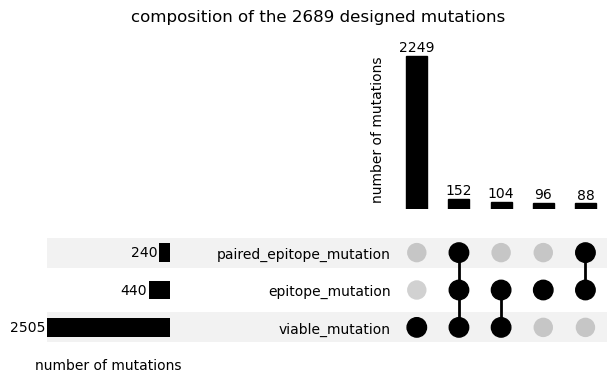 composition of the 2689 designed mutations
number of mutations
2249
152
104
96
88
240
paired_epitope_mutation
440
epitope_mutation
2505
viable_mutation
number of mutations